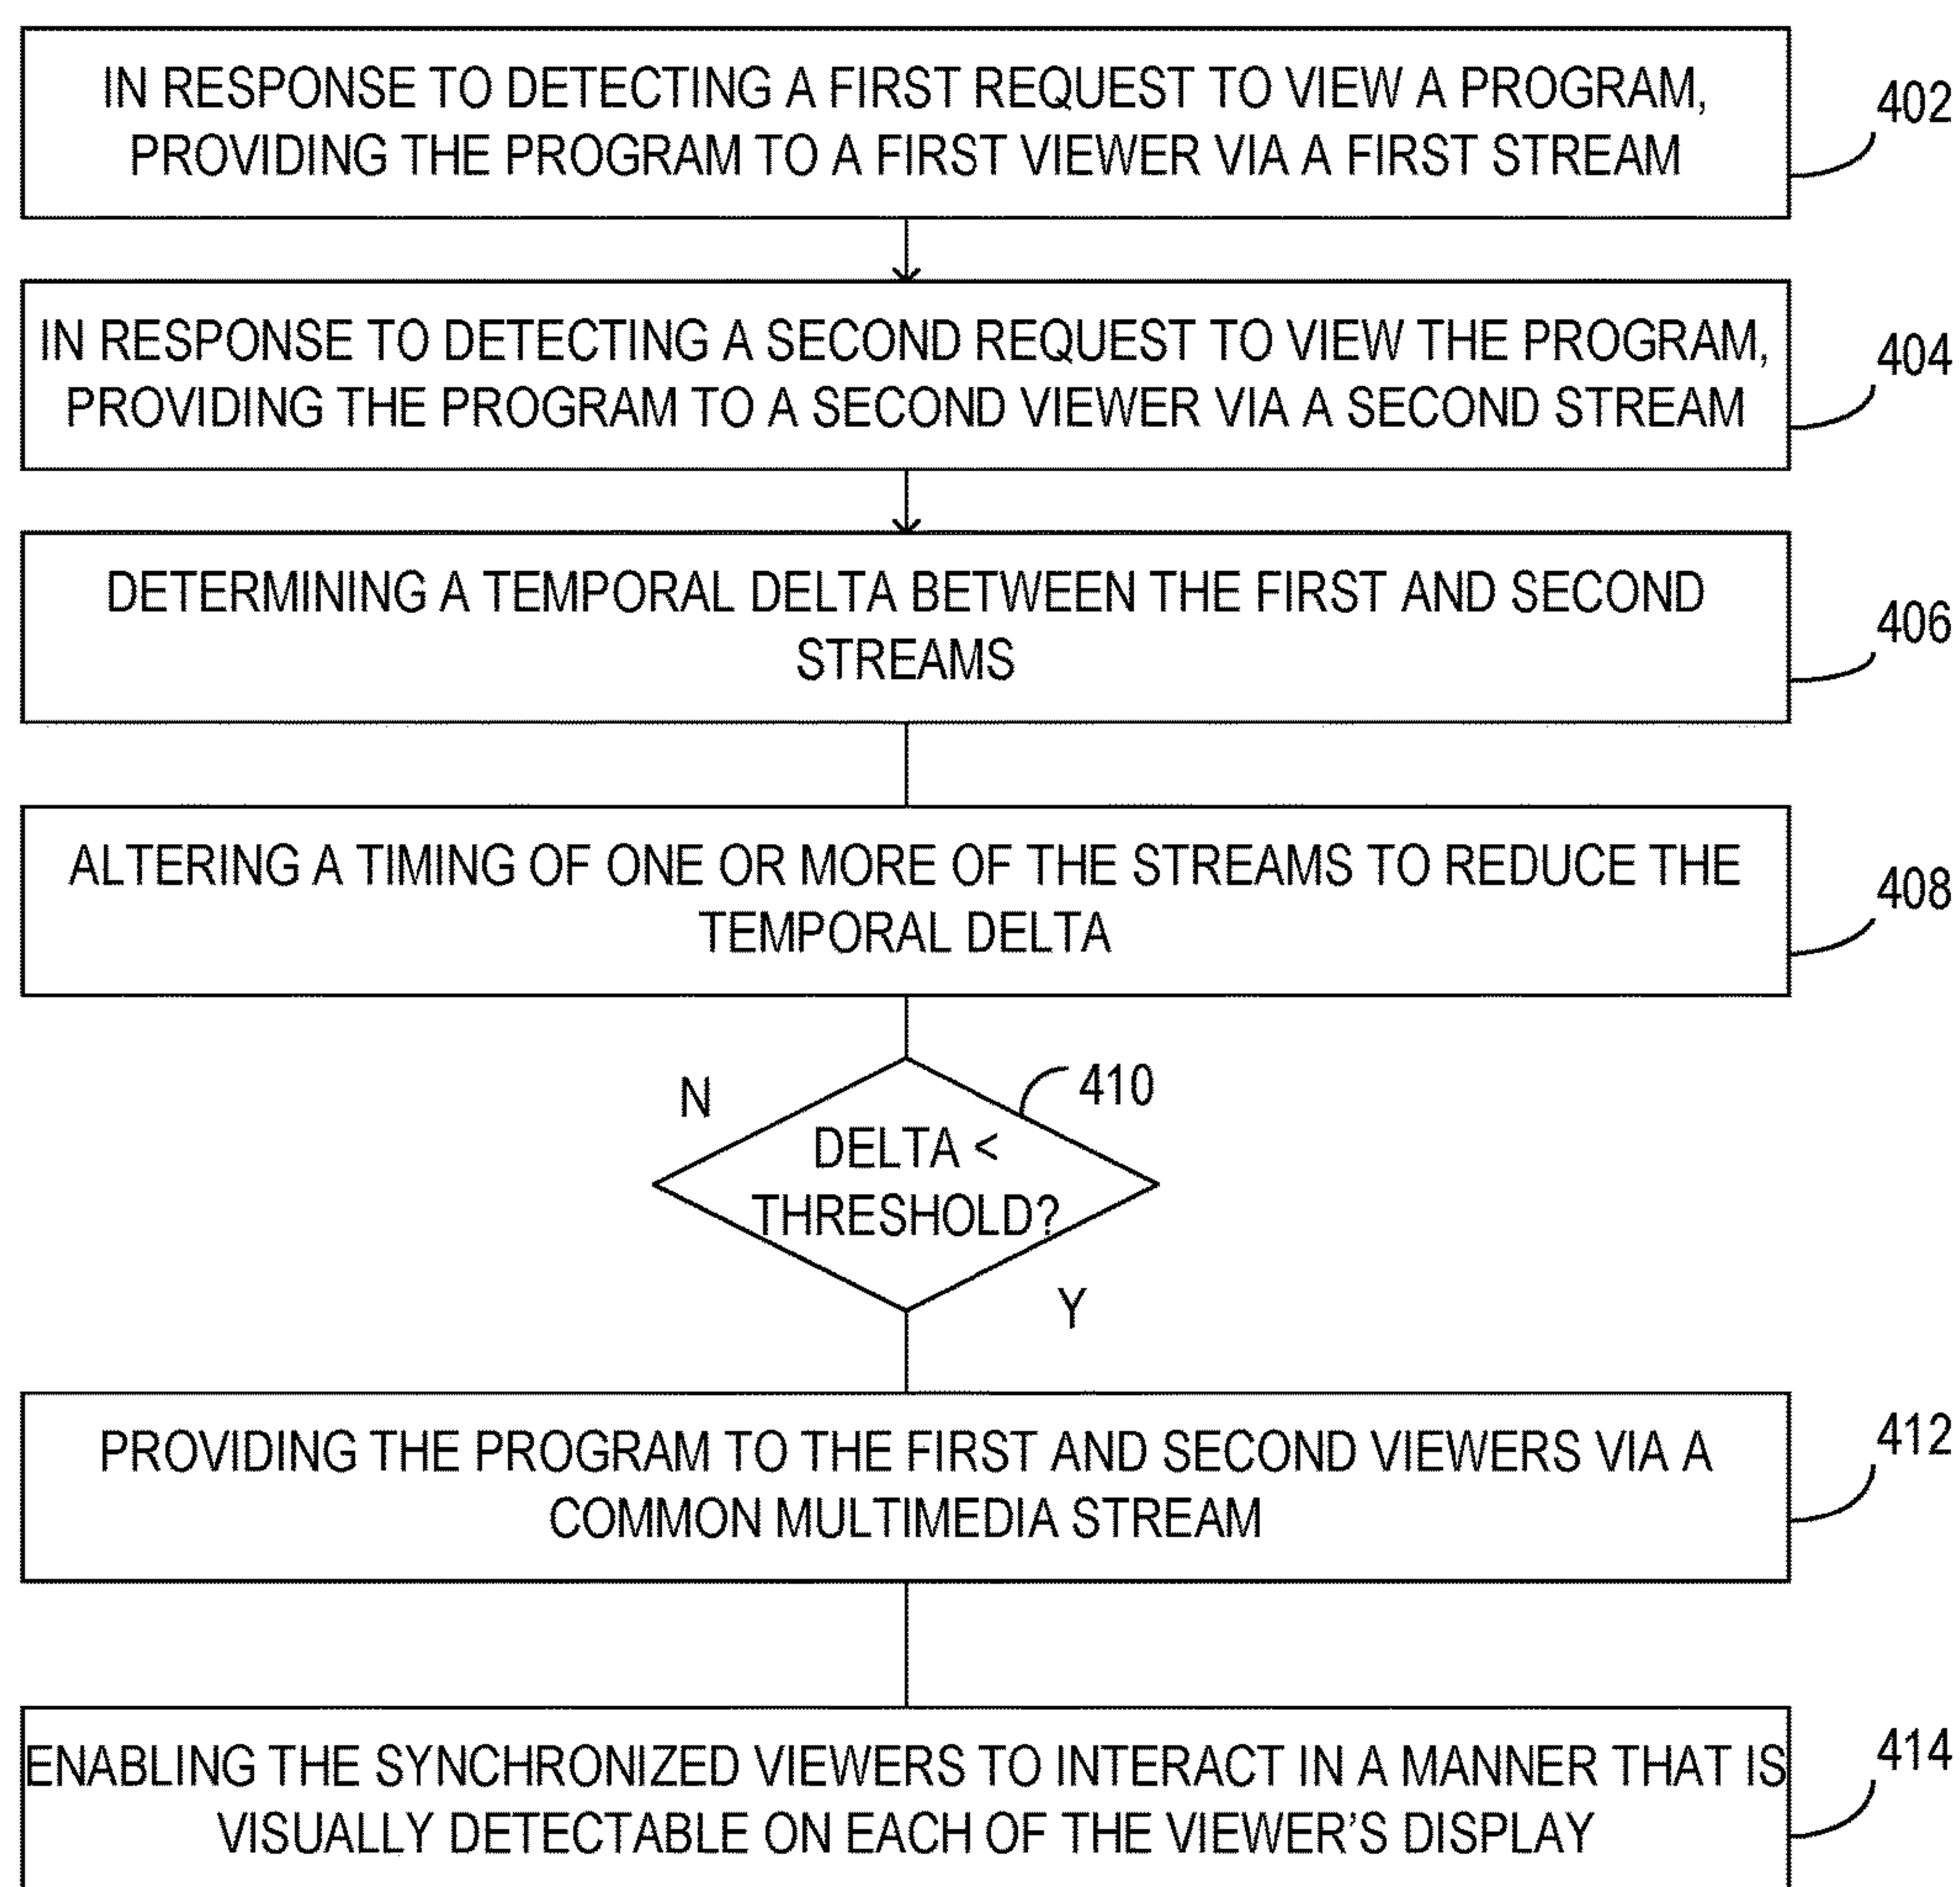 IN RESPONSE TO DETECTING A FIRST REQUEST TO VIEW A PROGRAM,
PROVIDING THE PROGRAM TO A FIRST VIEWER VIA A FIRST STREAM
402
IN RESPONSE TO DETECTING A SECOND REQUEST TO VIEW THE PROGRAM,
PROVIDING THE PROGRAM TO A SECOND VIEWER VIA A SECOND STREAM
404
DETERMINING A TEMPORAL DELTA BETWEEN THE FIRST AND SECOND
STREAMS
406
ALTERING A TIMING OF ONE OR MORE OF THE STREAMS TO REDUCE THE
TEMPORAL DELTA
408
N
410
DELTA <
THRESHOLD?
Y
PROVIDING THE PROGRAM TO THE FIRST AND SECOND VIEWERS VIA A
COMMON MULTIMEDIA STREAM
412
ENABLING THE SYNCHRONIZED VIEWERS TO INTERACT IN A MANNER THAT IS
VISUALLY DETECTABLE ON EACH OF THE VIEWER'S DISPLAY
414